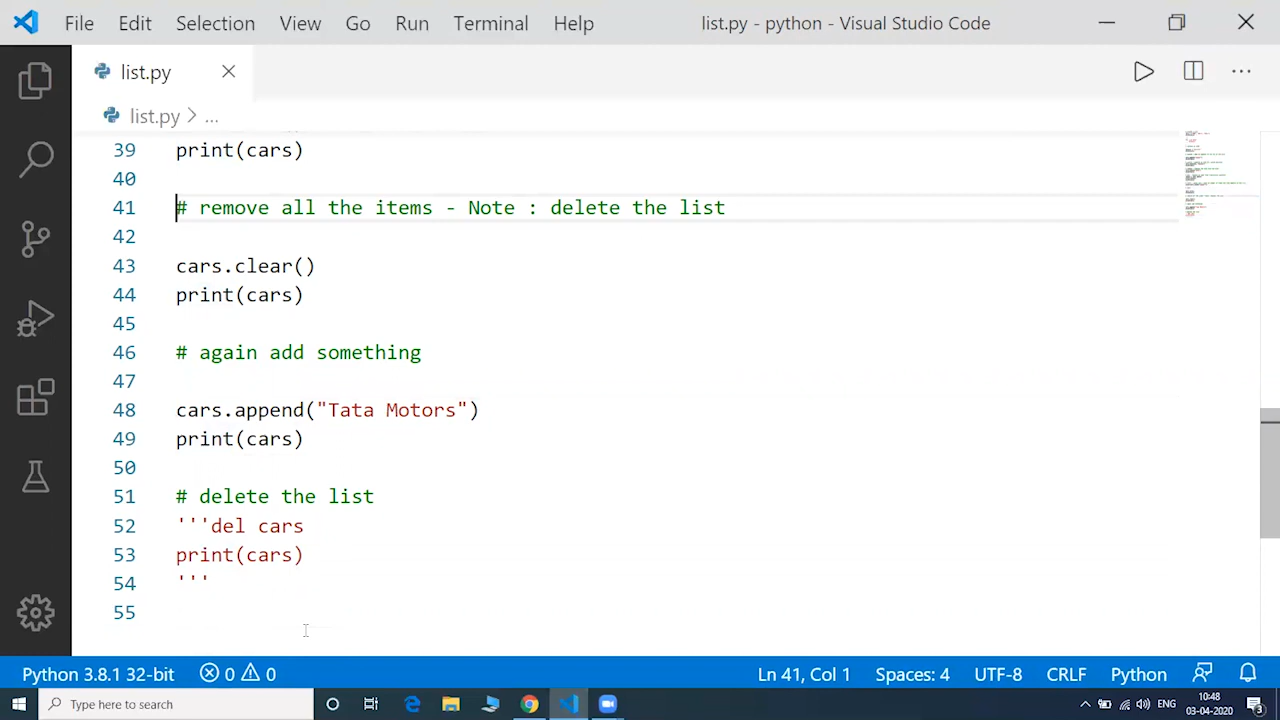 File Edit Selection View Go Run Terminal Help list.py - python - Visual Studio Code
list.py
list.py > ...
39 print(cars)
40
41 # remove all the items - : delete the list
42
43 cars.clear()
44 print(cars)
45
46 # again add something
47
48 cars.append("Tata Motors")
49 print(cars)
50
51 # delete the list
52 '''del cars
53 print(cars)
54 '''
55
Python 3.8.1 32-bit 0 0 Ln 41, Col 1 Spaces: 4 UTF-8 CRLF Python
Type here to search ENG 10:48
03-04-2020